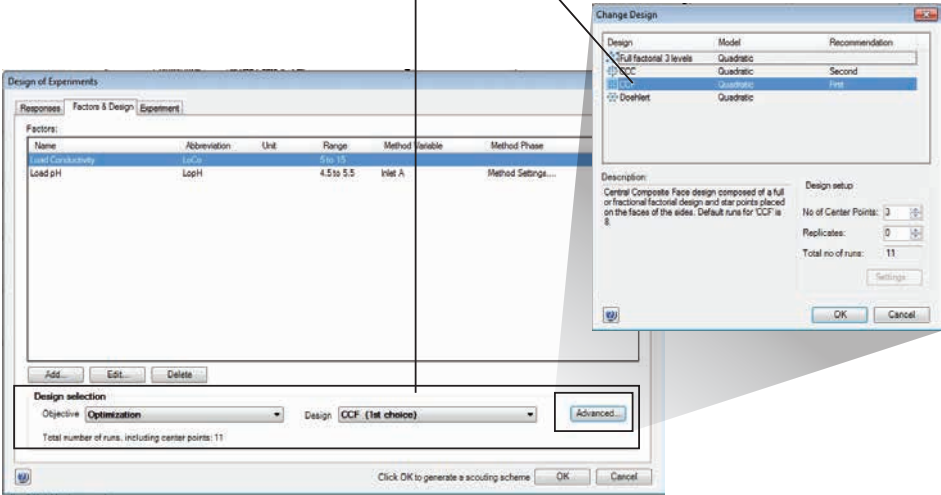 Change Design
Design Model Recommendation
Full factorial 3 levels Quadratic
CCC Quadratic Second
CCF Quadratic First
Doehlert Quadratic
Description:
Central Composite Face design composed of a full
or fractional factorial design and star points placed
on the faces of the sides. Default runs for 'CCF' is
8.
Design setup
No of Center Points: 3
Replicates: 0
Total no of runs: 11
Settings...
OK Cancel
Design of Experiments
Responses Factors & Design Experiment
Factors:
Name Abbreviation Unit Range Method Variable Method Phase
Load Conductivity LoCo 5 to 15
Load pH LopH 4.5 to 5.5 Inlet A Method Settings....
Add... Edit... Delete
Design selection
Objective Optimization Design CCF (1st choice) Advanced...
Total number of runs, including center points: 11
Click OK to generate a scouting scheme OK Cancel